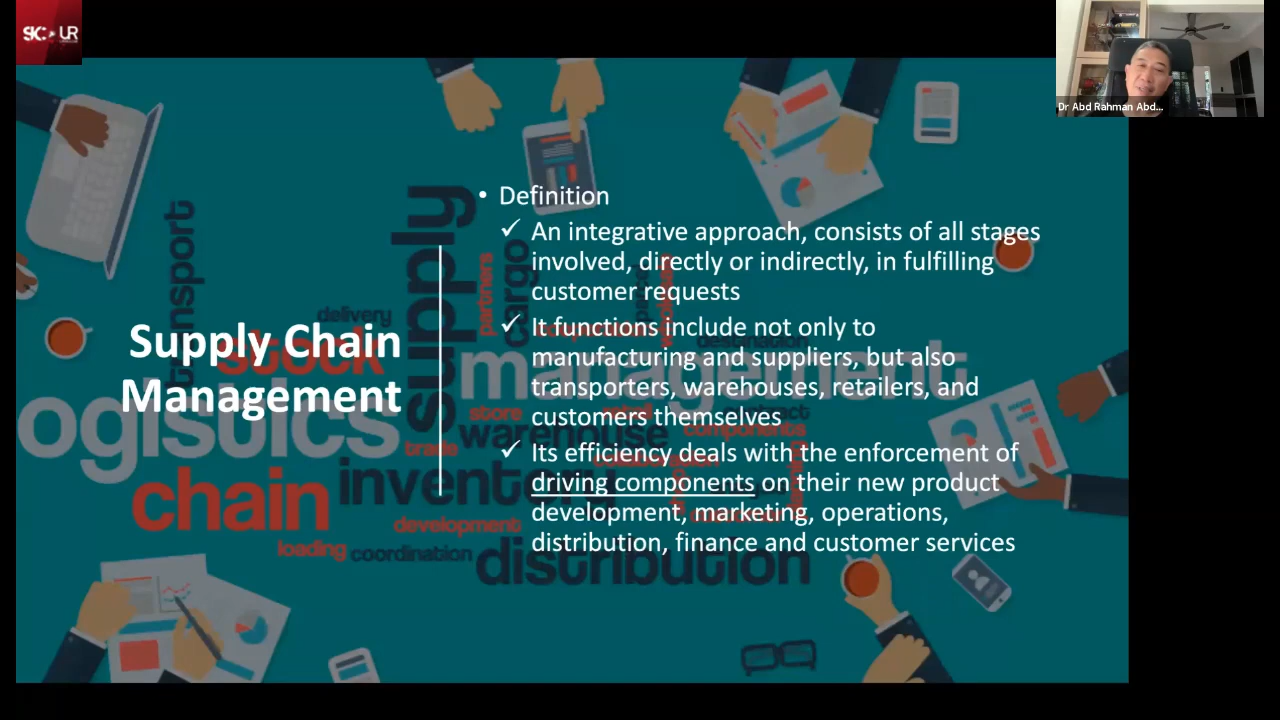 SK
UR
Dr Abd Rahman Abd...
• Definition
✓ An integrative approach, consists of all stages
involved, directly or indirectly, in fulfilling
customer requests
✓ It functions include not only to
manufacturing and suppliers, but also
transporters, warehouses, retailers, and
customers themselves
✓ Its efficiency deals with the enforcement of
driving components on their new product
development, marketing, operations,
distribution, finance and customer services
Supply Chain
Management
transport
delivery
stock
supply
partners
cargo
destination
management
ogistics
store
warehouse
trade
components
chain
inventory
development
loading
coordination
distribution